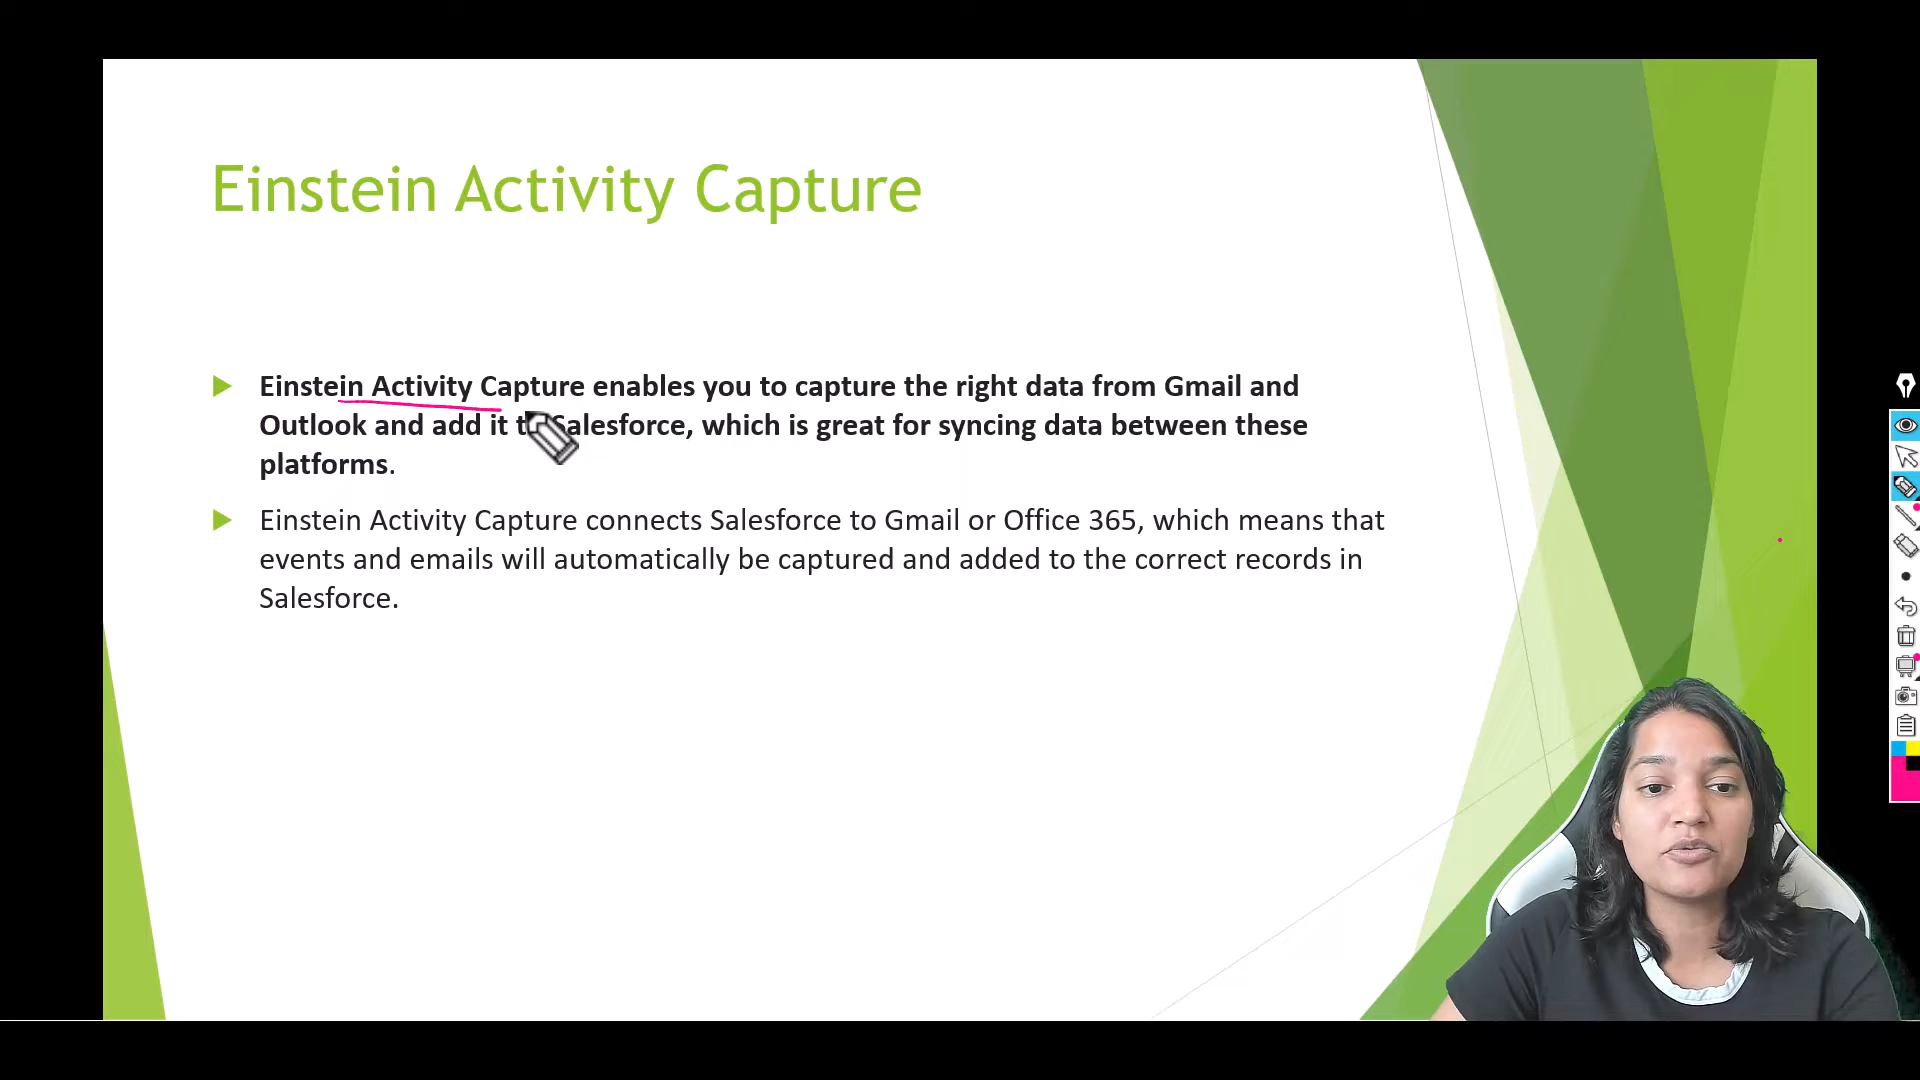 Einstein Activity Capture
Einstein Activity Capture enables you to capture the right data from Gmail and
Outlook and add it to Salesforce, which is great for syncing data between these
platforms.
Einstein Activity Capture connects Salesforce to Gmail or Office 365, which means that
events and emails will automatically be captured and added to the correct records in
Salesforce.